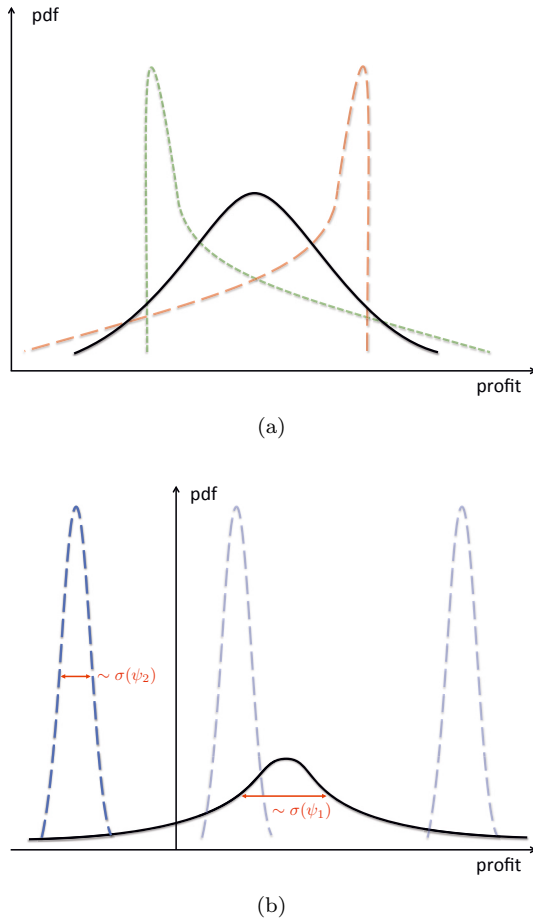 pdf
profit
(a)
pdf
∼ σ(ψ₂)
∼ σ(ψ₁)
profit
(b)